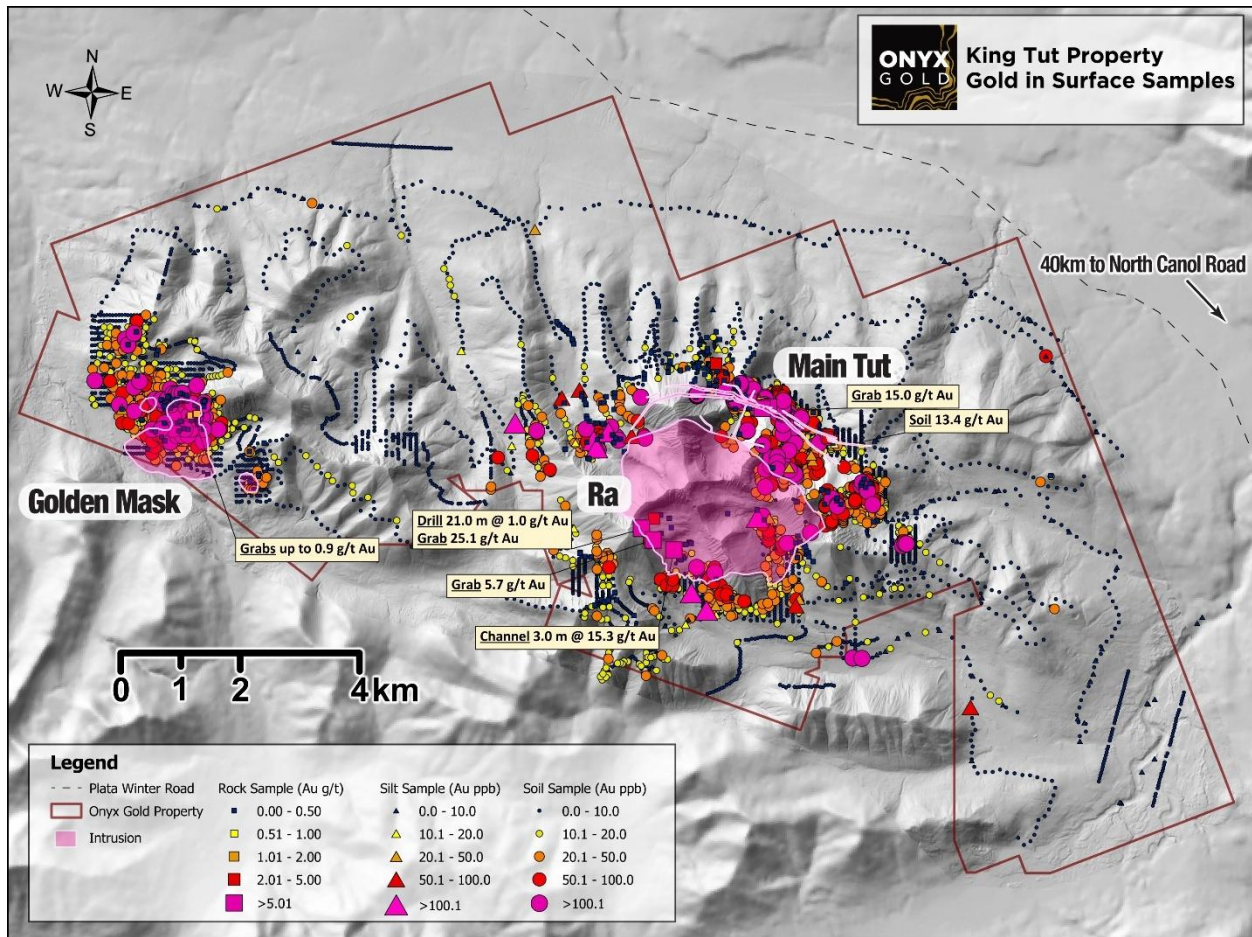 ONYX
GOLD
King Tut Property
Gold in Surface Samples
N
W E
S
40km to North Canol Road
Main Tut
Grab 15.0 g/t Au
Soil 13.4 g/t Au
Ra
Golden Mask
Drill 21.0 m @ 1.0 g/t Au
Grab 25.1 g/t Au
Grabs up to 0.9 g/t Au
Grab 5.7 g/t Au
Channel 3.0 m @ 15.3 g/t Au
0 1 2 4 km
Legend
Plata Winter Road
Onyx Gold Property
Intrusion
Rock Sample (Au g/t)
0.00 - 0.50
0.51 - 1.00
1.01 - 2.00
2.01 - 5.00
>5.01
Silt Sample (Au ppb)
0.0 - 10.0
10.1 - 20.0
20.1 - 50.0
50.1 - 100.0
>100.1
Soil Sample (Au ppb)
0.0 - 10.0
10.1 - 20.0
20.1 - 50.0
50.1 - 100.0
>100.1